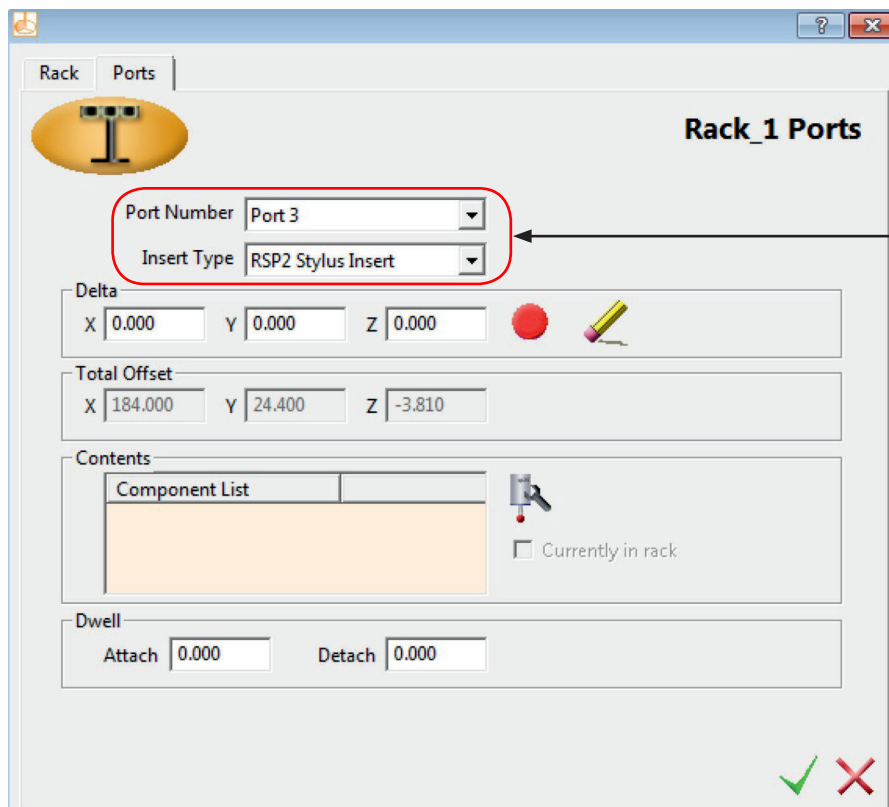 ?
Rack Ports
Rack_1 Ports
Port Number Port 3
Insert Type RSP2 Stylus Insert
Delta
X 0.000 Y 0.000 Z 0.000
Total Offset
X 184.000 Y 24.400 Z -3.810
Contents
Component List
Currently in rack
Dwell
Attach 0.000 Detach 0.000